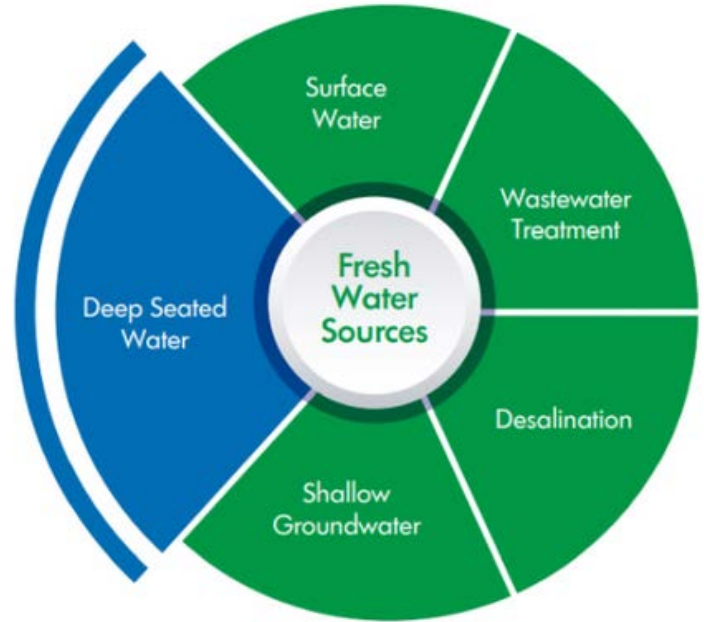 Surface
Water
Wastewater
Treatment
Fresh
Water
Sources
Deep Seated
Water
Desalination
Shallow
Groundwater